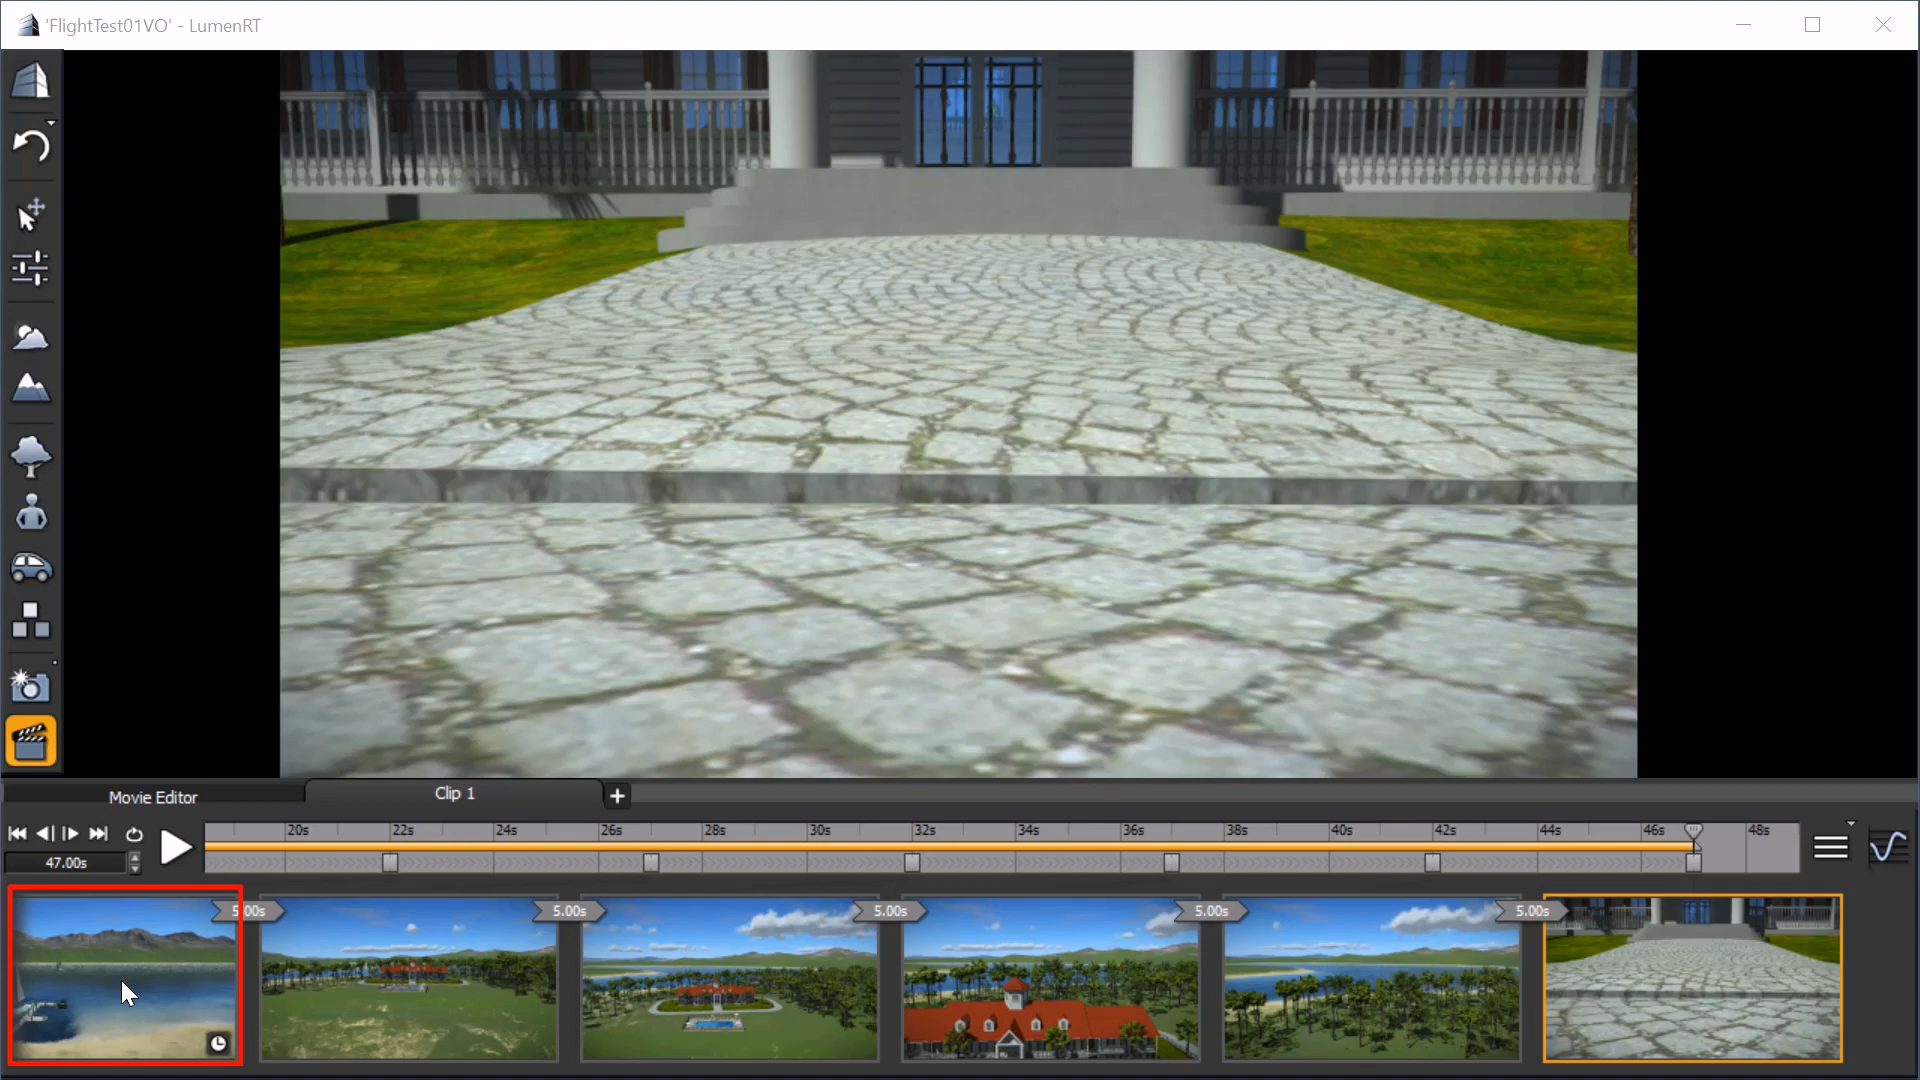 'FlightTest01VO' - LumenRT
Movie Editor
Clip 1
+
20s 22s 24s 26s 28s 30s 32s 34s 36s 38s 40s 42s 44s 46s 48s
47.00s
5.00s 5.00s 5.00s 5.00s 5.00s